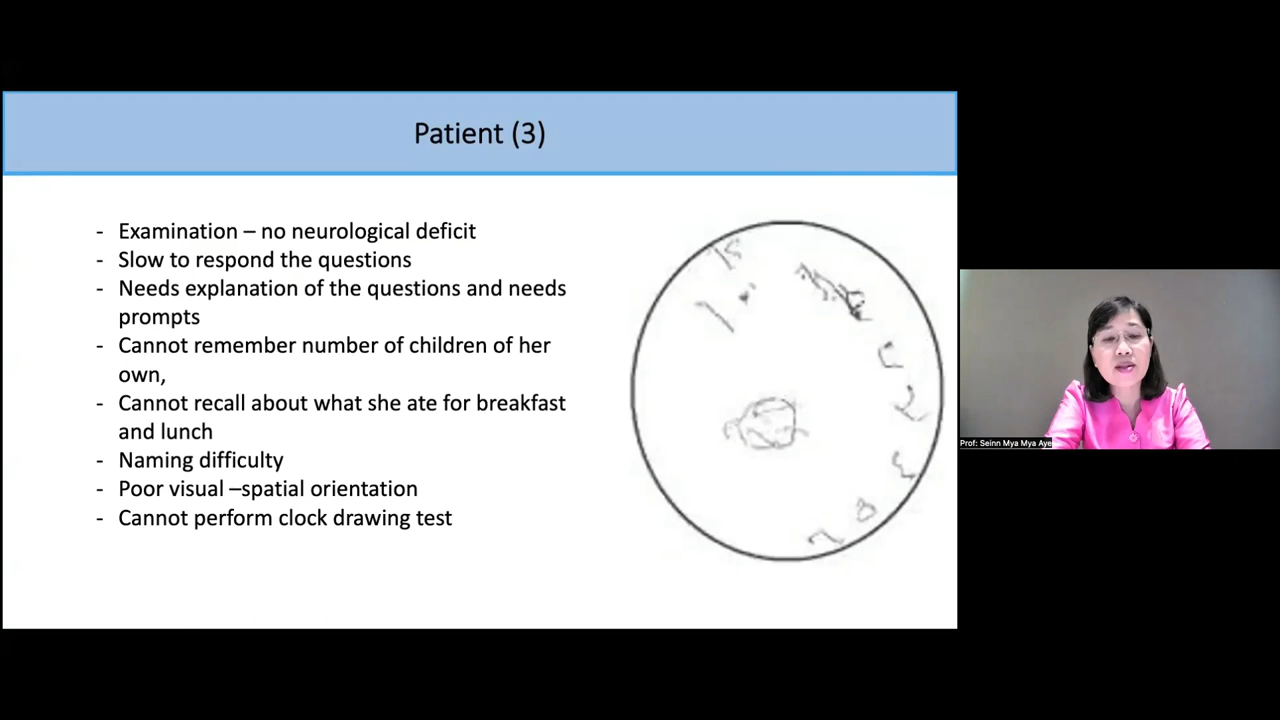 Patient (3)
- Examination – no neurological deficit
- Slow to respond the questions
- Needs explanation of the questions and needs
prompts
- Cannot remember number of children of her
own,
- Cannot recall about what she ate for breakfast
and lunch
- Naming difficulty
- Poor visual –spatial orientation
- Cannot perform clock drawing test
Prof: Seinn Mya Mya Aye